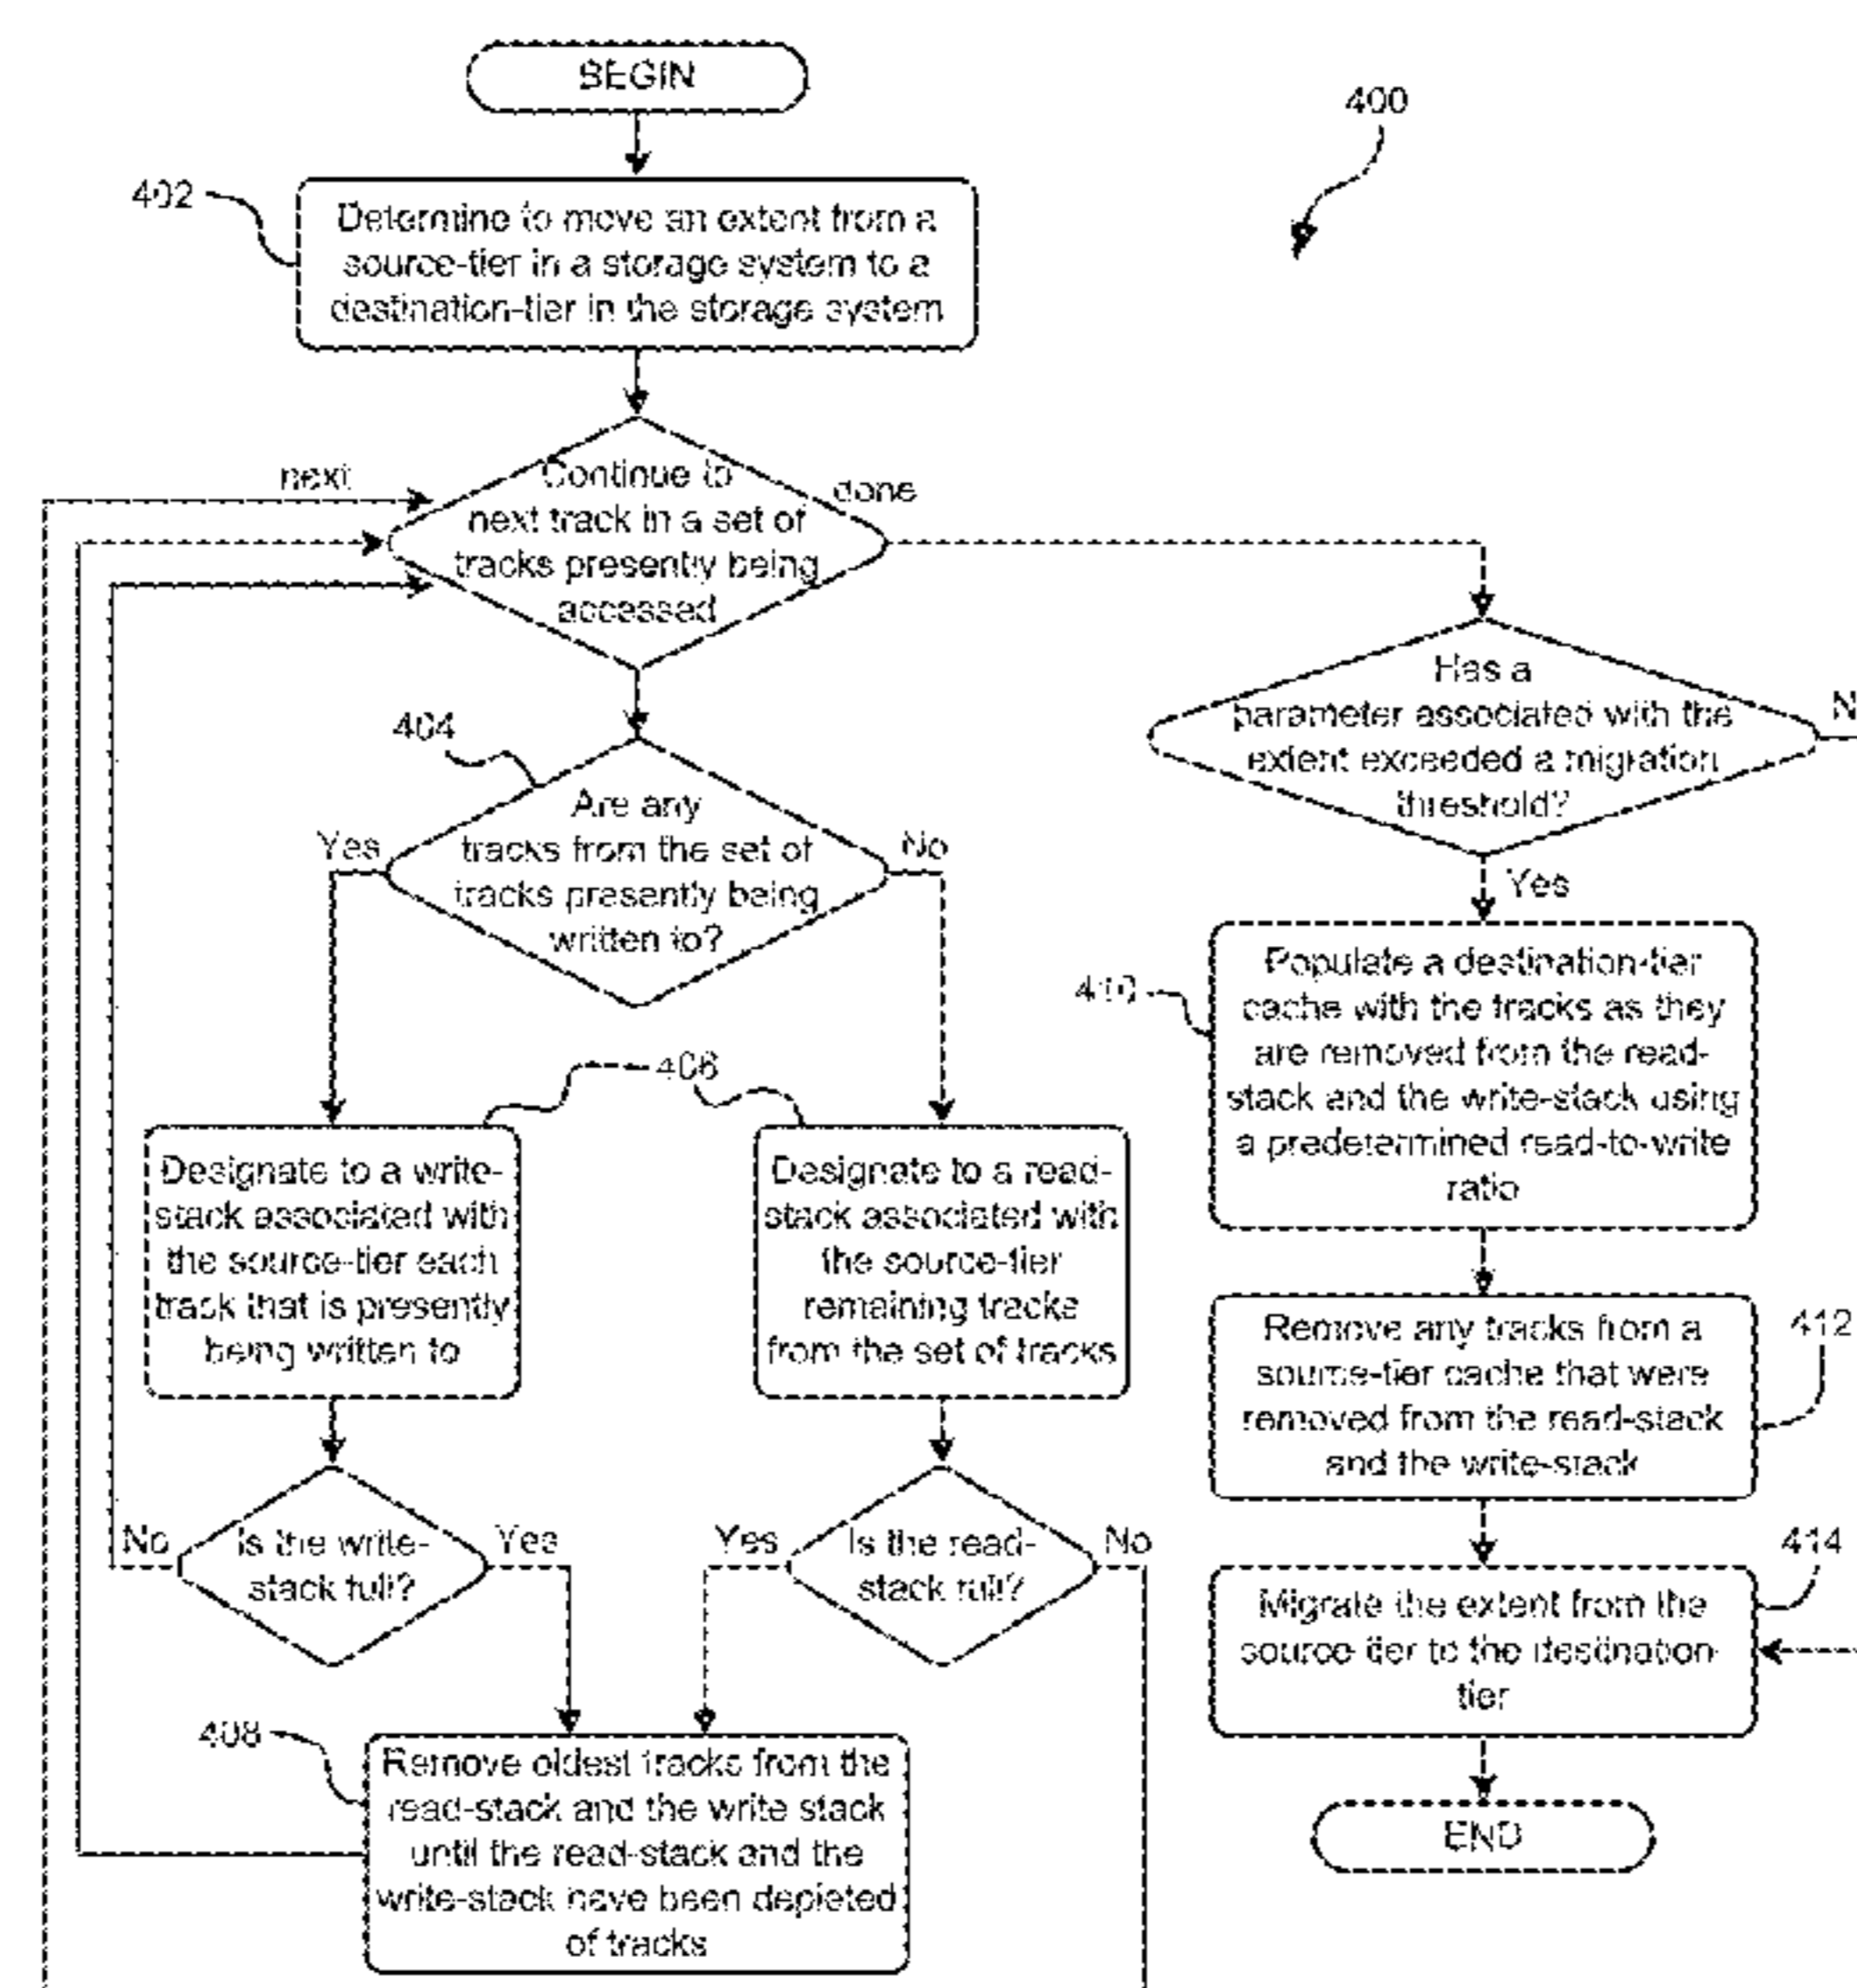 BEGIN
400
402
Determine to move an extent from a
source-tier in a storage system to a
destination-tier in the storage system
next
Continue to
next track in a set of
tracks presently being
accessed
done
Has a
parameter associated with the
extent exceeded a migration
threshold?
N
Yes
404
Are any
tracks from the set of
tracks presently being
written to?
Yes
No
406
Designate to a write-
stack associated with
the source-tier each
track that is presently
being written to
Designate to a read-
stack associated with
the source-tier
remaining tracks
from the set of tracks
No
Is the write-
stack full?
Yes
Yes
Is the read-
stack full?
No
408
Remove oldest tracks from the
read-stack and the write stack
until the read-stack and the
write-stack have been depleted
of tracks
410
Populate a destination-tier
cache with the tracks as they
are removed from the read-
stack and the write-stack using
a predetermined read-to-write
ratio
412
Remove any tracks from a
source-tier cache that were
removed from the read-stack
and the write-stack
414
Migrate the extent from the
source tier to the destination-
tier
END